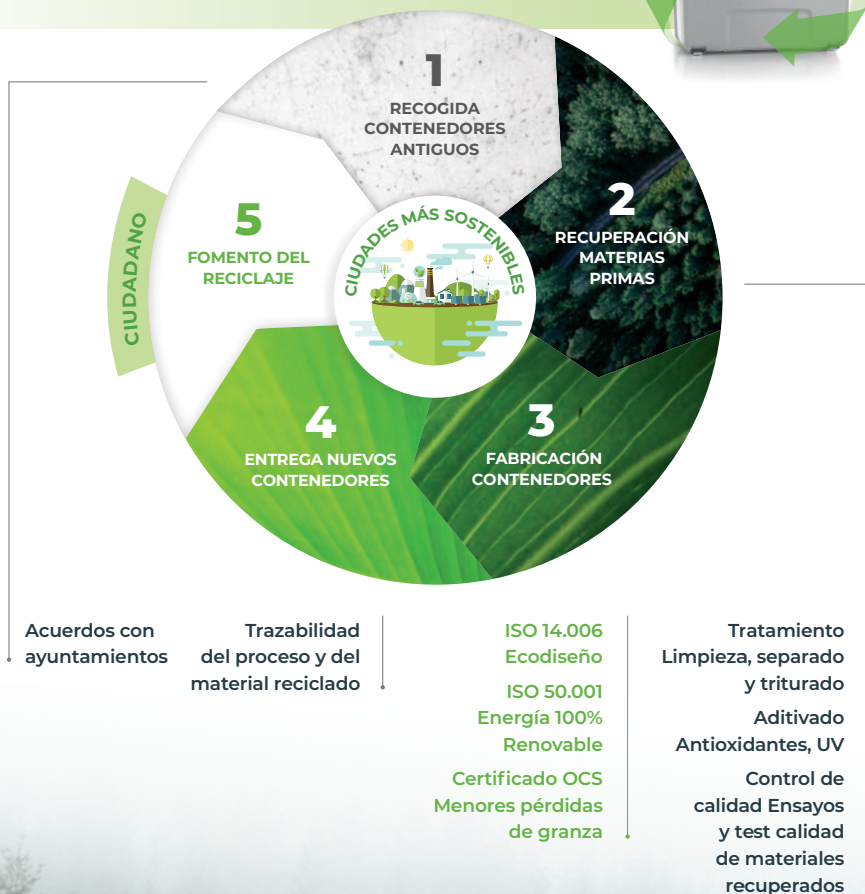 1
RECOGIDA
CONTENEDORES
ANTIGUOS
2
RECUPERACIÓN
MATERIAS
PRIMAS
3
FABRICACIÓN
CONTENEDORES
4
ENTREGA NUEVOS
CONTENEDORES
5
FOMENTO DEL
RECICLAJE
CIUDADANO
CIUDADES MÁS SOSTENIBLES
Acuerdos con
ayuntamientos
Trazabilidad
del proceso y del
material reciclado
ISO 14.006
Ecodiseño
ISO 50.001
Energía 100%
Renovable
Certificado OCS
Menores pérdidas
de granza
Tratamiento
Limpieza, separado
y triturado
Aditivado
Antioxidantes, UV
Control de
calidad Ensayos
y test calidad
de materiales
recuperados